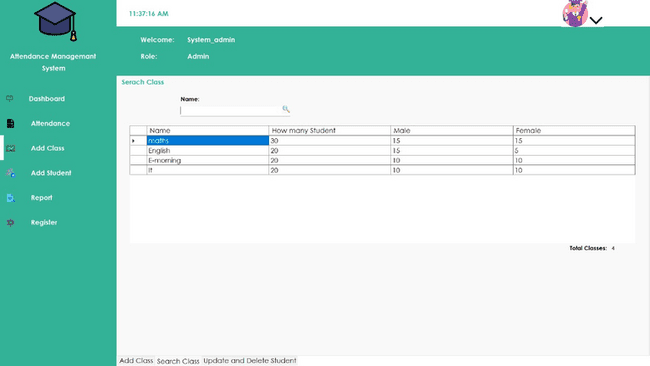 11:37:16 AM
Attendance Managemant
System
Welcome: System_admin
Role: Admin
Dashboard
Attendance
Add Class
Add Student
Report
Register
Serach Class
Name:
Name How many Student Male Female
maths 30 15 15
English 20 15 5
E-morning 20 10 10
IT 20 10 10
Total Classes: 4
Add Class Search Class Update and Delete Student